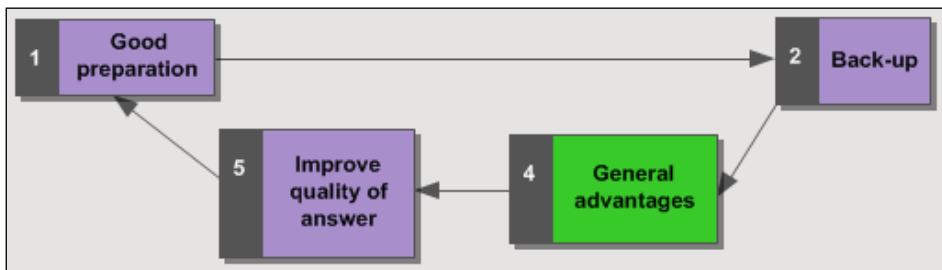 1
Good
preparation
2
Back-up
5
Improve
quality of
answer
4
General
advantages